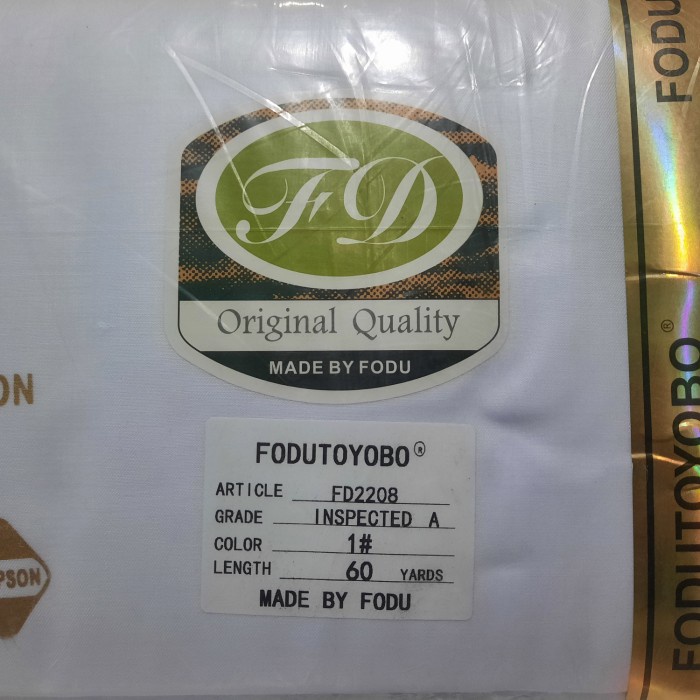 FD
Original Quality
MADE BY FODU
FODUTOYOBO®
ARTICLE FD2208
GRADE INSPECTED A
COLOR 1#
LENGTH 60 YARDS
MADE BY FODU
FODUTOYOBO®
FODU
ON
PSON